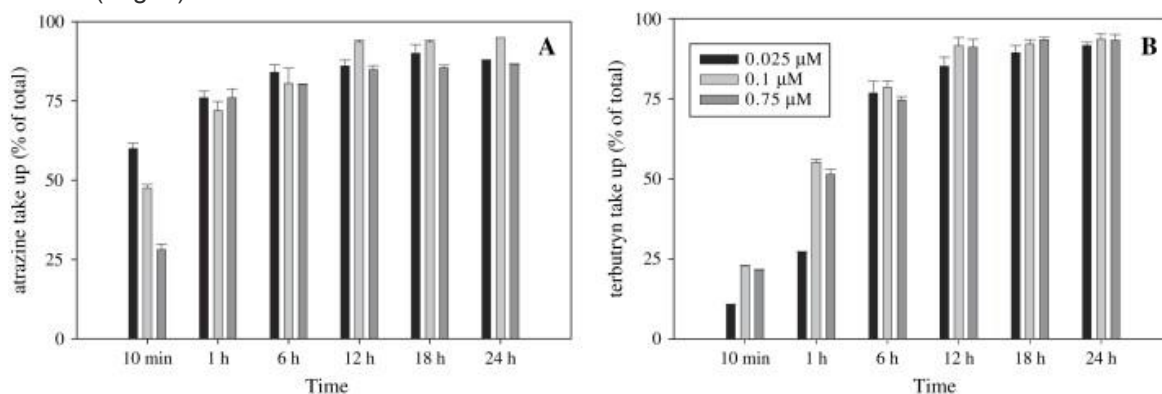 100
75
50
25
0
atrazine take up (% of total)
A
10 min 1 h 6 h 12 h 18 h 24 h
Time
100
75
50
25
0
terbutryn take up (% of total)
B
0.025 µM
0.1 µM
0.75 µM
10 min 1 h 6 h 12 h 18 h 24 h
Time